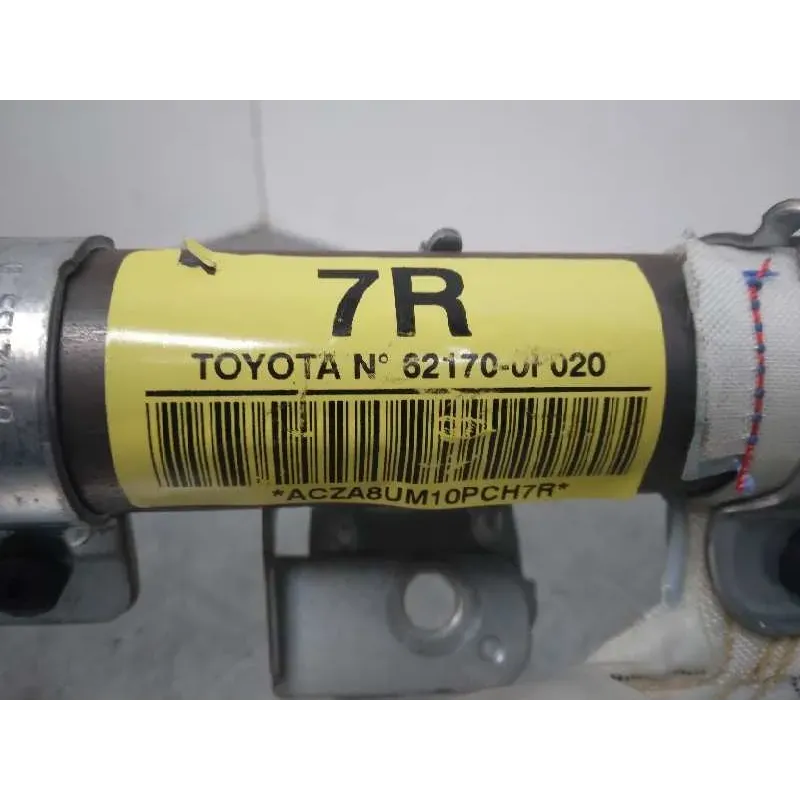 7R
TOYOTA N° 62170-0F020
*ACZA8UM10PCH7R*